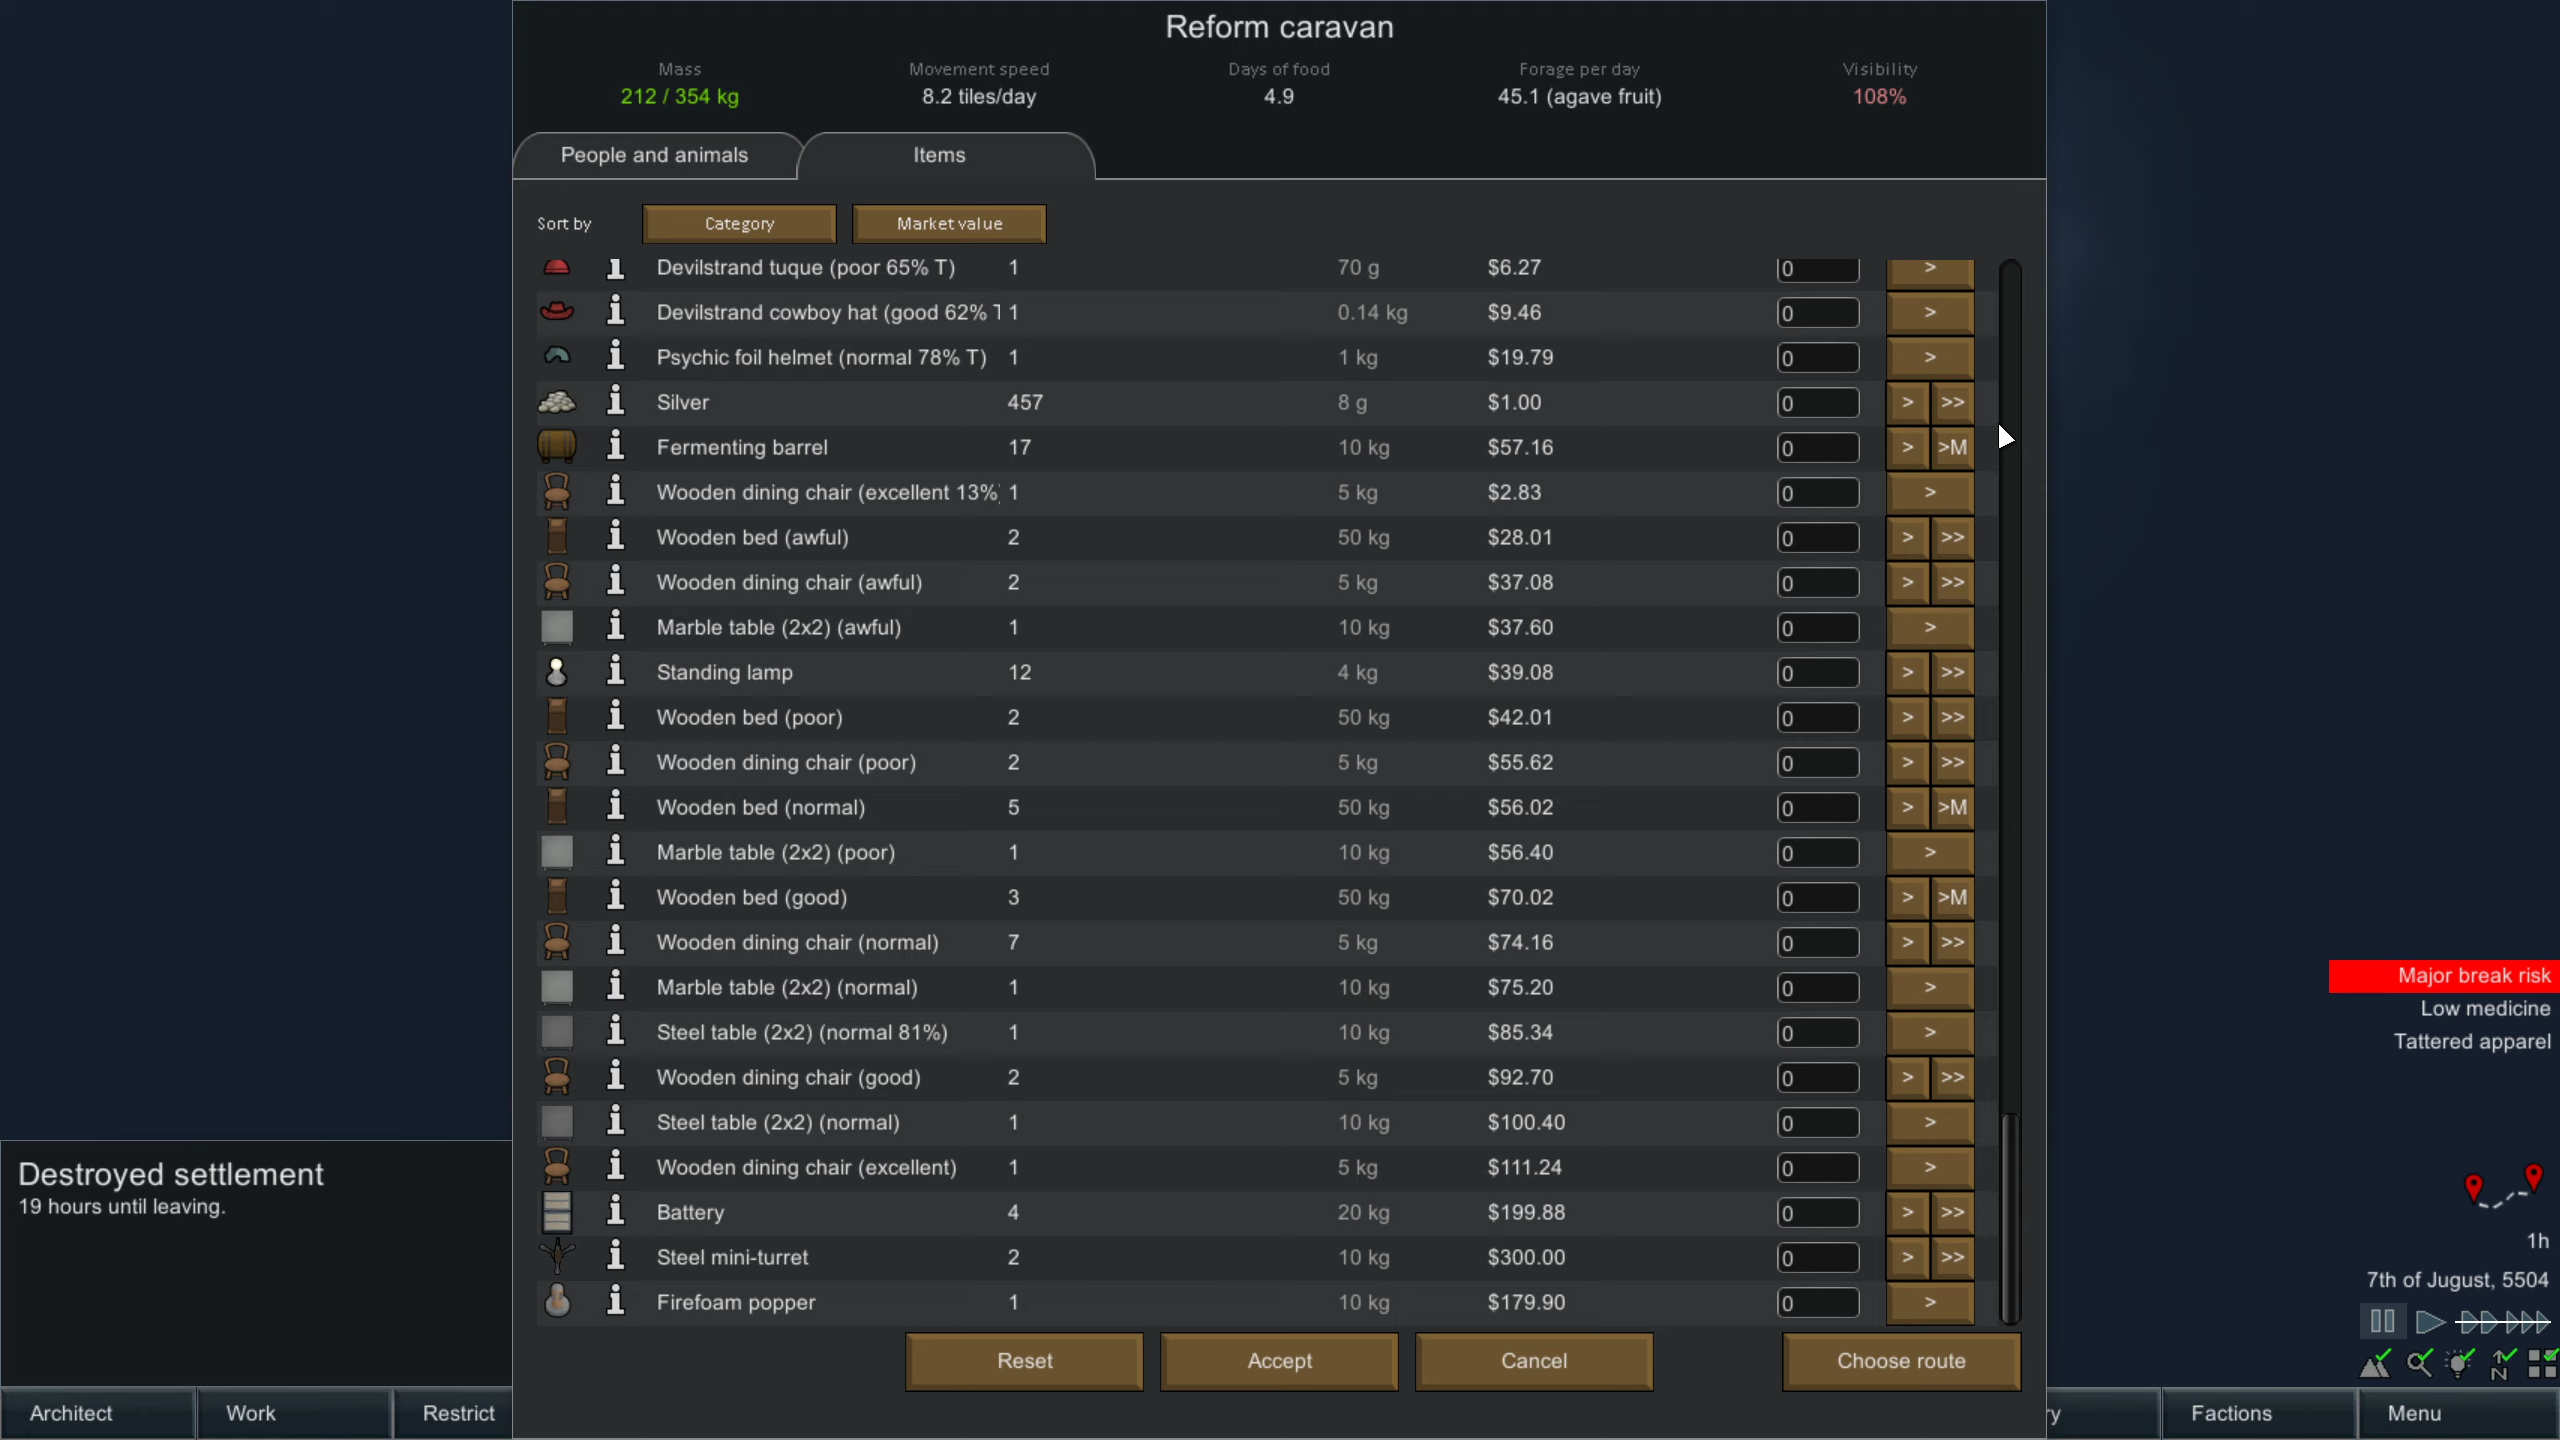 Reform caravan
Mass Movement speed Days of food Forage per day Visibility
212 / 354 kg 8.2 tiles/day 4.9 45.1 (agave fruit) 108%
People and animals Items
Sort by Category Market value
Devilstrand tuque (poor 65% T) 1 70 g $6.27 0 >
Devilstrand cowboy hat (good 62% T 1 0.14 kg $9.46 0 >
Psychic foil helmet (normal 78% T) 1 1 kg $19.79 0 >
Silver 457 8 g $1.00 0 > >>
Fermenting barrel 17 10 kg $57.16 0 > >M
Wooden dining chair (excellent 13%) 1 5 kg $2.83 0 >
Wooden bed (awful) 2 50 kg $28.01 0 > >>
Wooden dining chair (awful) 2 5 kg $37.08 0 > >>
Marble table (2x2) (awful) 1 10 kg $37.60 0 >
Standing lamp 12 4 kg $39.08 0 > >>
Wooden bed (poor) 2 50 kg $42.01 0 > >>
Wooden dining chair (poor) 2 5 kg $55.62 0 > >>
Wooden bed (normal) 5 50 kg $56.02 0 > >M
Marble table (2x2) (poor) 1 10 kg $56.40 0 >
Wooden bed (good) 3 50 kg $70.02 0 > >M
Wooden dining chair (normal) 7 5 kg $74.16 0 > >>
Marble table (2x2) (normal) 1 10 kg $75.20 0 >
Steel table (2x2) (normal 81%) 1 10 kg $85.34 0 >
Wooden dining chair (good) 2 5 kg $92.70 0 > >>
Steel table (2x2) (normal) 1 10 kg $100.40 0 >
Wooden dining chair (excellent) 1 5 kg $111.24 0 >
Battery 4 20 kg $199.88 0 > >>
Steel mini-turret 2 10 kg $300.00 0 > >>
Firefoam popper 1 10 kg $179.90 0 >
Reset Accept Cancel Choose route
Major break risk
Low medicine
Tattered apparel
Destroyed settlement
19 hours until leaving.
1h
7th of Jugust, 5504
N
Architect Work Restrict ry Factions Menu